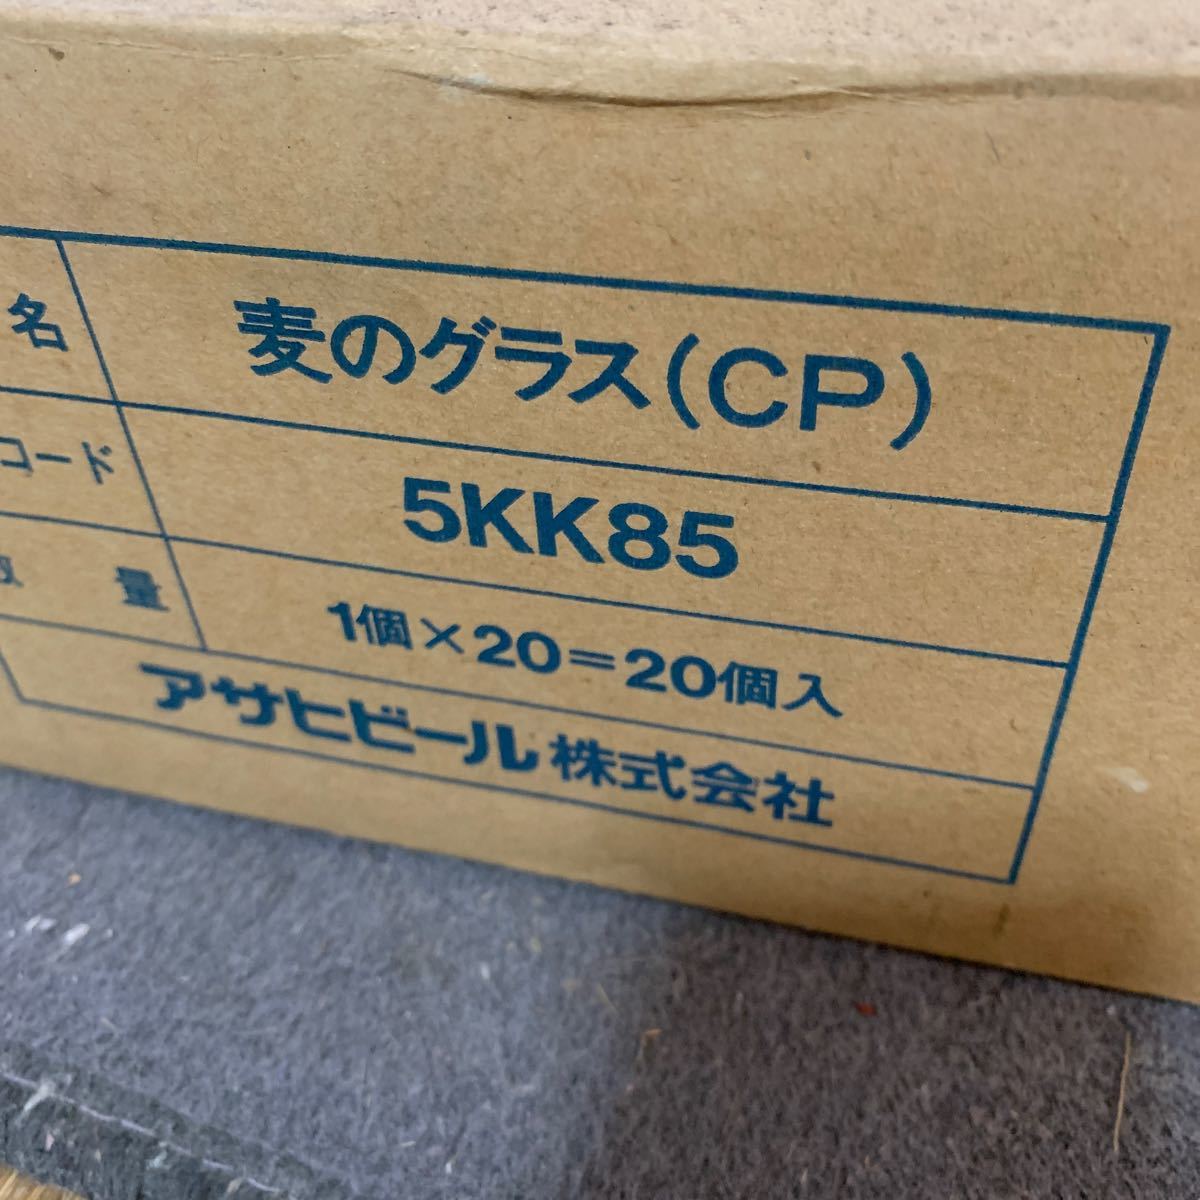 名 麦のグラス(CP)
コード 5KK85
数量 1個×20=20個入
アサヒビール株式会社